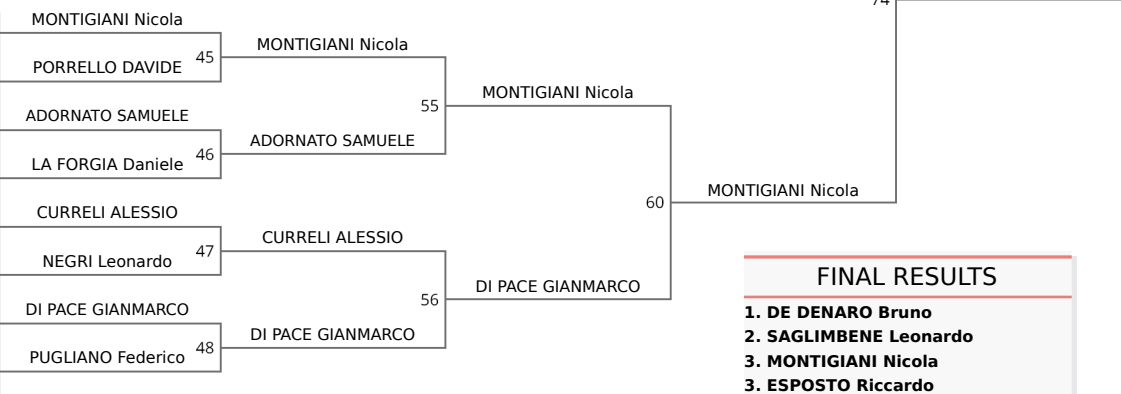 74
MONTIGIANI Nicola
45
PORRELLO DAVIDE
MONTIGIANI Nicola
ADORNATO SAMUELE
46
LA FORGIA Daniele
ADORNATO SAMUELE
55
MONTIGIANI Nicola
CURRELI ALESSIO
47
NEGRI Leonardo
CURRELI ALESSIO
DI PACE GIANMARCO
48
PUGLIANO Federico
DI PACE GIANMARCO
56
DI PACE GIANMARCO
60
MONTIGIANI Nicola
FINAL RESULTS
1. DE DENARO Bruno
2. SAGLIMBENE Leonardo
3. MONTIGIANI Nicola
3. ESPOSTO Riccardo